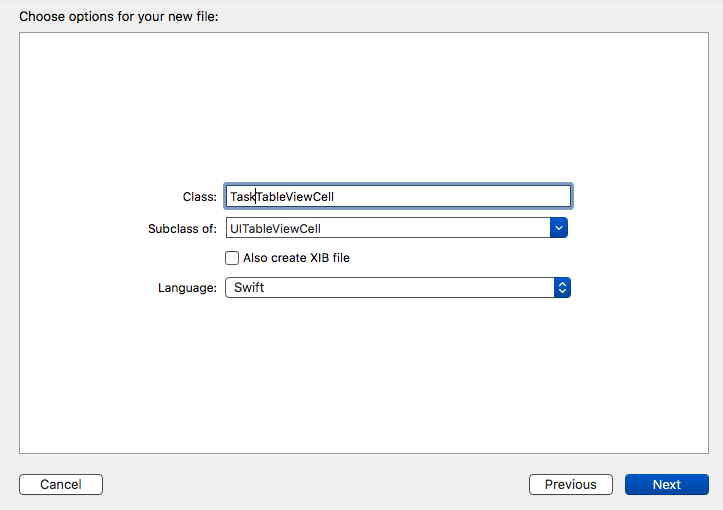 Choose options for your new file:
Class: TaskTableViewCell
Subclass of: UITableViewCell
Also create XIB file
Language: Swift
Cancel Previous Next